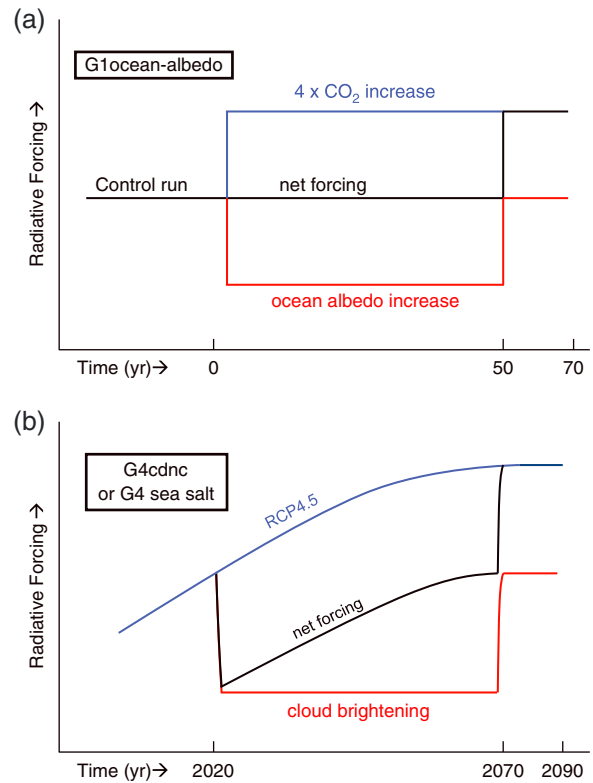 (a)
G1ocean-albedo
4 x CO₂ increase
Radiative Forcing→
Control run
net forcing
ocean albedo increase
Time (yr)→ 0 50 70
(b)
G4cdnc
or G4 sea salt
RCP4.5
Radiative Forcing→
net forcing
cloud brightening
Time (yr)→ 2020 2070 2090